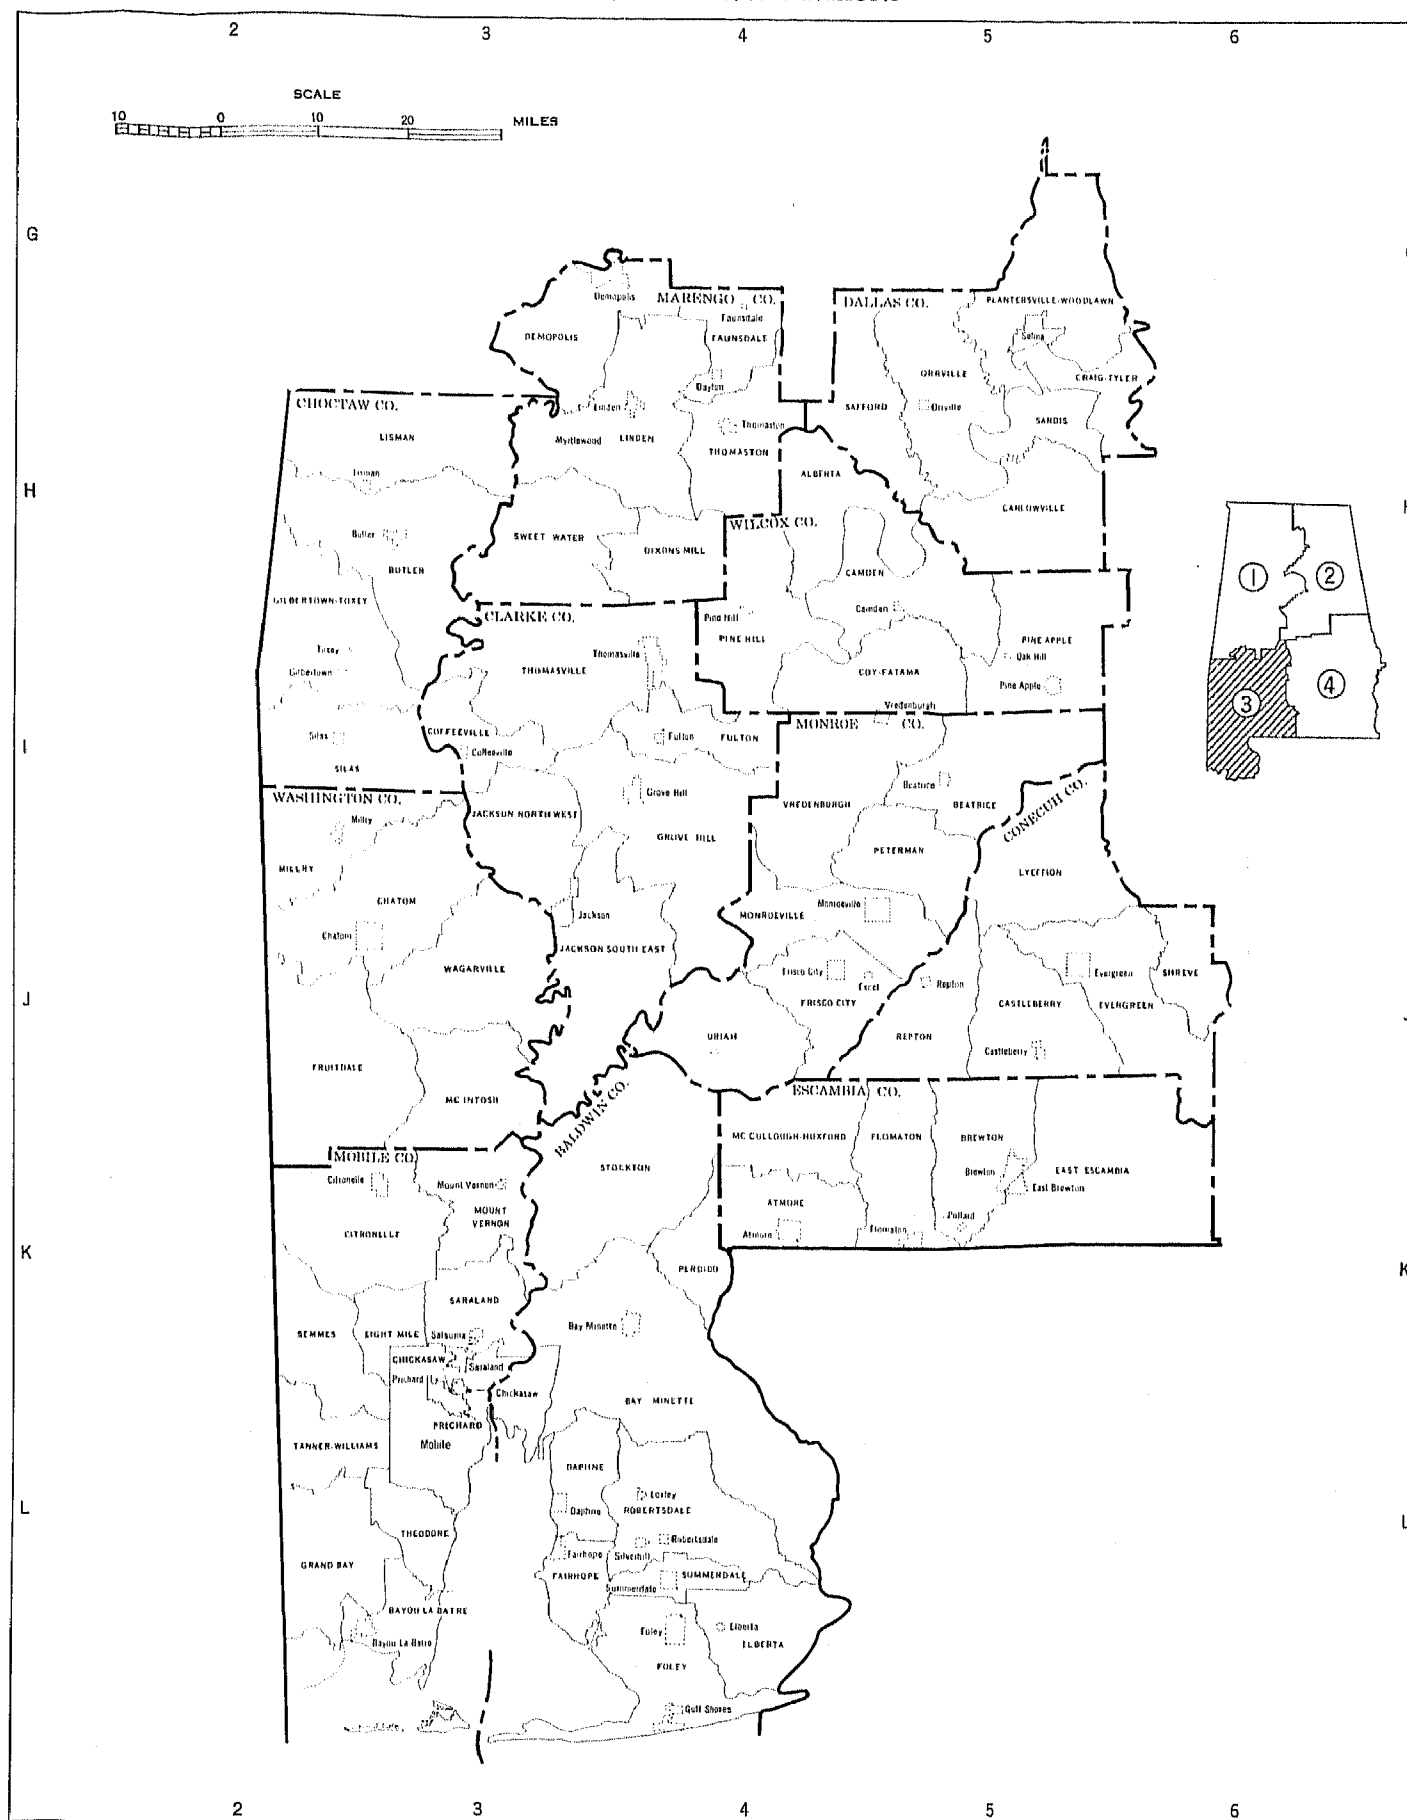 2 3 4 5 6
SCALE
10 0 10 20 MILES
G
Demopolis
MARENGO CO.
DALLAS CO.
PLANTERSVILLE-WOODLAWN
Faunsdale
DEMOPOLIS
FAUNSDALE
Selma
ORRVILLE
CRAIG-TYLER
Dayton
CHOCTAW CO.
Linden
SAFFORD
Orrville
SARDIS
LISMAN
Myrtlewood
LINDEN
Thomaston
THOMASTON
ALBERTA
Lisman
H
CARLOWVILLE
WILCOX CO.
Butler
SWEET WATER
DIXONS MILL
BUTLER
CAMDEN
1 2
GILBERTOWN-TOXEY
CLARKE CO.
Pine Hill
Camden
PINE HILL
PINE APPLE
Toxey
Thomasville
THOMASVILLE
Oak Hill
Gilbertown
COY-FATAMA
Pine Apple
4
3
Vredenburgh
MONROE CO.
COFFEEVILLE
Silas
Coffeeville
Fulton
FULTON
I
SILAS
Beatrice
WASHINGTON CO.
Grove Hill
VREDENBURGH
BEATRICE
CONECUH CO.
JACKSON NORTH WEST
Millry
GROVE HILL
PETERMAN
MILLRY
LYEFFION
CHATOM
Monroeville
Jackson
MONROEVILLE
Chatom
JACKSON SOUTH EAST
WAGARVILLE
Frisco City
Excel
Repton
Evergreen
SHREVE
J
FRISCO CITY
CASTLEBERRY
EVERGREEN
URIAH
REPTON
Castleberry
FRUITDALE
MC INTOSH
BALDWIN CO.
ESCAMBIA CO.
MC CULLOUGH-HUXFORD
FLOMATON
BREWTON
MOBILE CO.
STOCKTON
Brewton
EAST ESCAMBIA
Citronelle
Mount Vernon
East Brewton
ATMORE
MOUNT VERNON
Pollard
CITRONELLE
Atmore
Flomaton
K K
PERDIDO
SARALAND
Bay Minette
SEMMES
EIGHT MILE
Satsuma
CHICKASAW
Saraland
Prichard
Chickasaw
BAY MINETTE
PRICHARD
TANNER-WILLIAMS
Mobile
DAPHNE
Loxley
L
Daphne
ROBERTSDALE
THEODORE
Robertsdale
Fairhope
Silverhill
GRAND BAY
FAIRHOPE
SUMMERDALE
Summerdale
BAYOU LA BATRE
Foley
Elberta
Bayou La Batre
ELBERTA
FOLEY
Gulf Shores
2 3 4 5 6